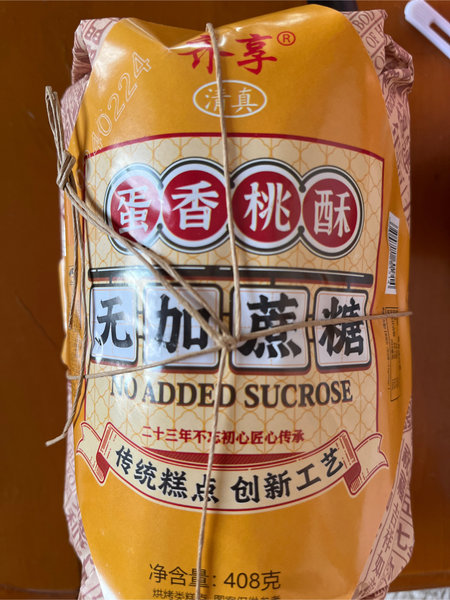 享®
清真
蛋香桃酥
无加蔗糖
NO ADDED SUCROSE
二十三年不忘初心匠心传承
传统糕点 创新工艺
净含量: 408克